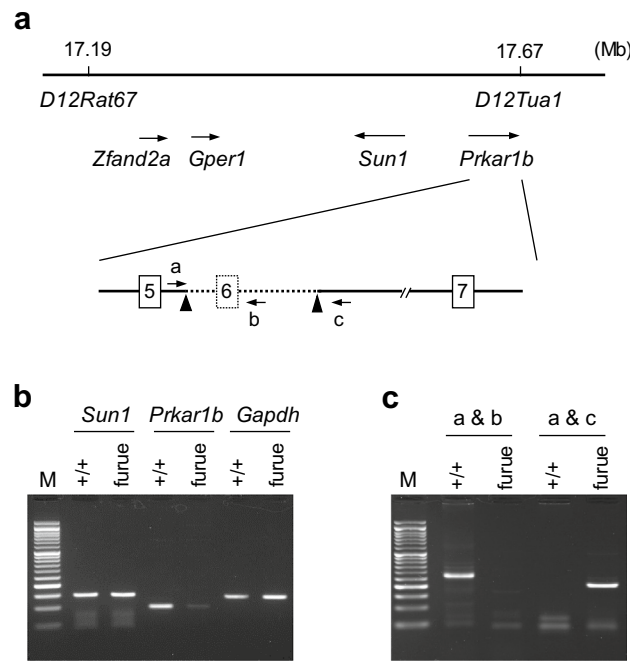 a
17.19 17.67 (Mb)
D12Rat67 D12Tua1
Zfand2a Gper1 Sun1 Prkar1b
5 a 6 b c 7
b
Sun1 Prkar1b Gapdh
M +/+ furue +/+ furue +/+ furue
c
a & b a & c
M +/+ furue +/+ furue